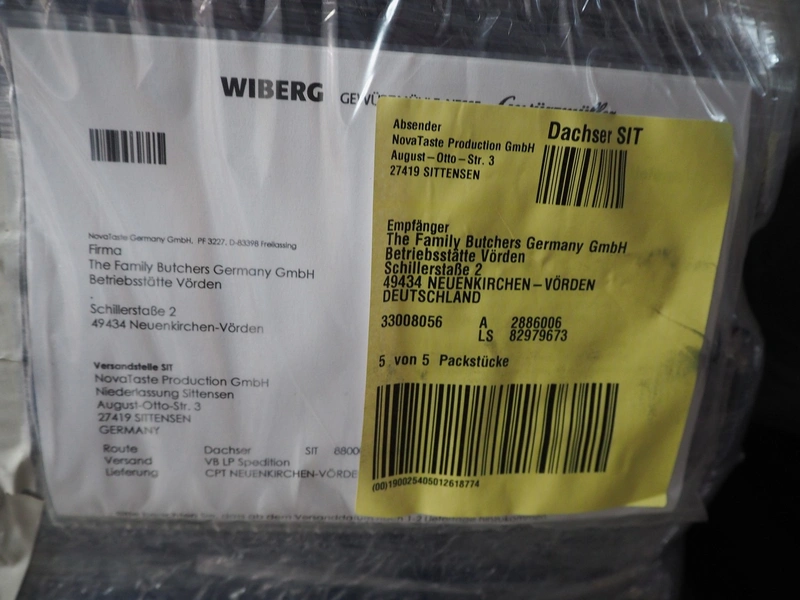 WIBERG
NovaTaste Germany GmbH, PF 3227, D-83398 Freilassing
Firma
The Family Butchers Germany GmbH
Betriebsstätte Vörden
Schillerstaße 2
49434 Neuenkirchen-Vörden
Versandstelle SIT
NovaTaste Production GmbH
Niederlassung Sittensen
August-Otto-Str. 3
27419 SITTENSEN
GERMANY
Route Dachser SIT 8800
Versand VB LP Spedition
Lieferung CPT NEUENKIRCHEN-VÖRDE
Absender
NovaTaste Production GmbH
August-Otto-Str. 3
27419 SITTENSEN
Dachser SIT
Empfänger
The Family Butchers Germany GmbH
Betriebsstätte Vörden
Schillerstaße 2
49434 NEUENKIRCHEN-VÖRDEN
DEUTSCHLAND
33008056 A 2886006
LS 82979673
5 von 5 Packstücke
(00)190025405012618774